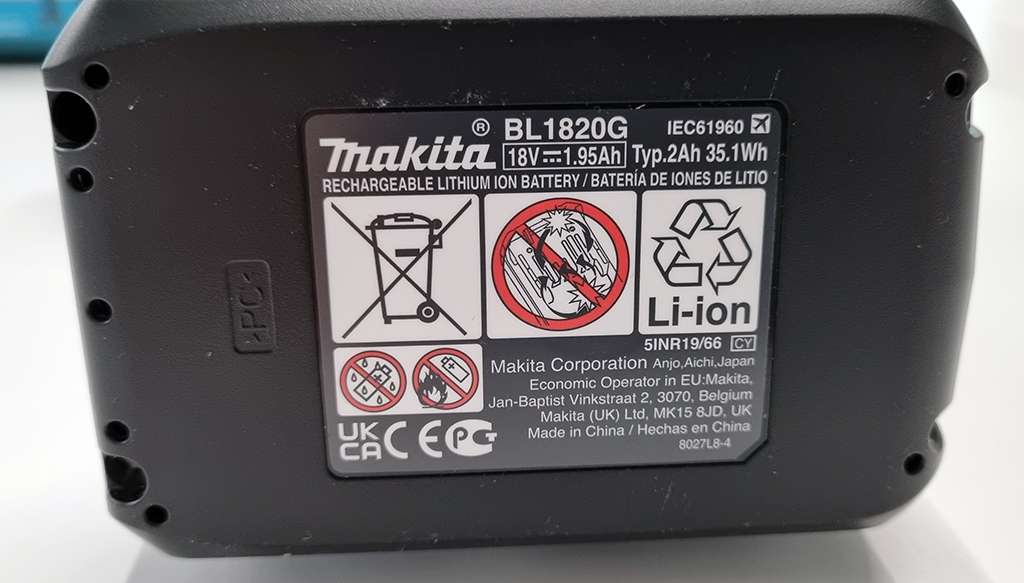 makita® BL1820G IEC61960
18V⎓1.95Ah Typ.2Ah 35.1Wh
RECHARGEABLE LITHIUM ION BATTERY / BATERÍA DE IONES DE LITIO
Li-ion
>PC<
5INR19/66 CY
Makita Corporation Anjo,Aichi,Japan
Economic Operator in EU:Makita,
Jan-Baptist Vinkstraat 2, 3070, Belgium
Makita (UK) Ltd, MK15 8JD, UK
Made in China / Hechas en China
8027L8-4
UK
CA CE PCT